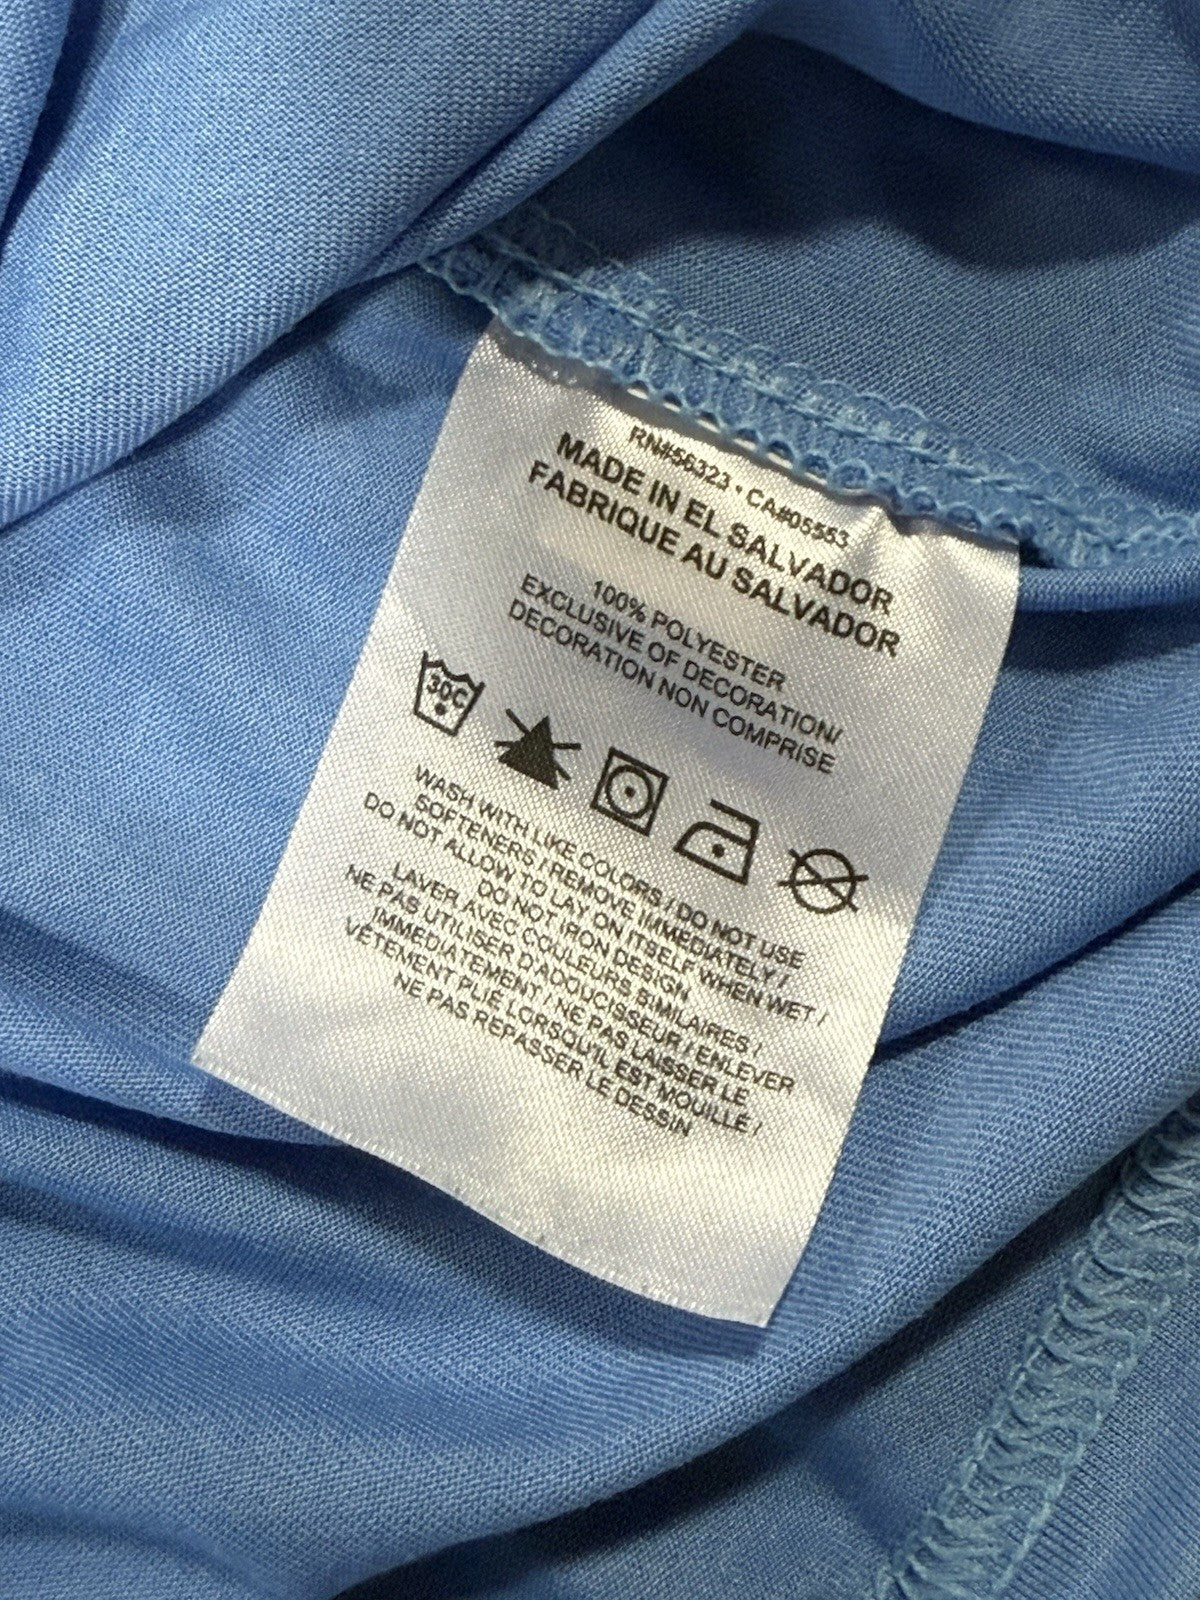 RN#56323 • CA#05553
MADE IN EL SALVADOR
FABRIQUE AU SALVADOR
100% POLYESTER
EXCLUSIVE OF DECORATION/
DECORATION NON COMPRISE
30C
WASH WITH LIKE COLORS / DO NOT USE
SOFTENERS / REMOVE IMMEDIATELY /
DO NOT ALLOW TO LAY ON ITSELF WHEN WET /
DO NOT IRON DESIGN
LAVER AVEC COULEURS SIMILAIRES /
NE PAS UTILISER D'ADOUCISSEUR / ENLEVER
IMMEDIATEMENT / NE PAS LAISSER LE
VÊTEMENT PLIÉ LORSQU'IL EST MOUILLÉ /
NE PAS REPASSER LE DESSIN